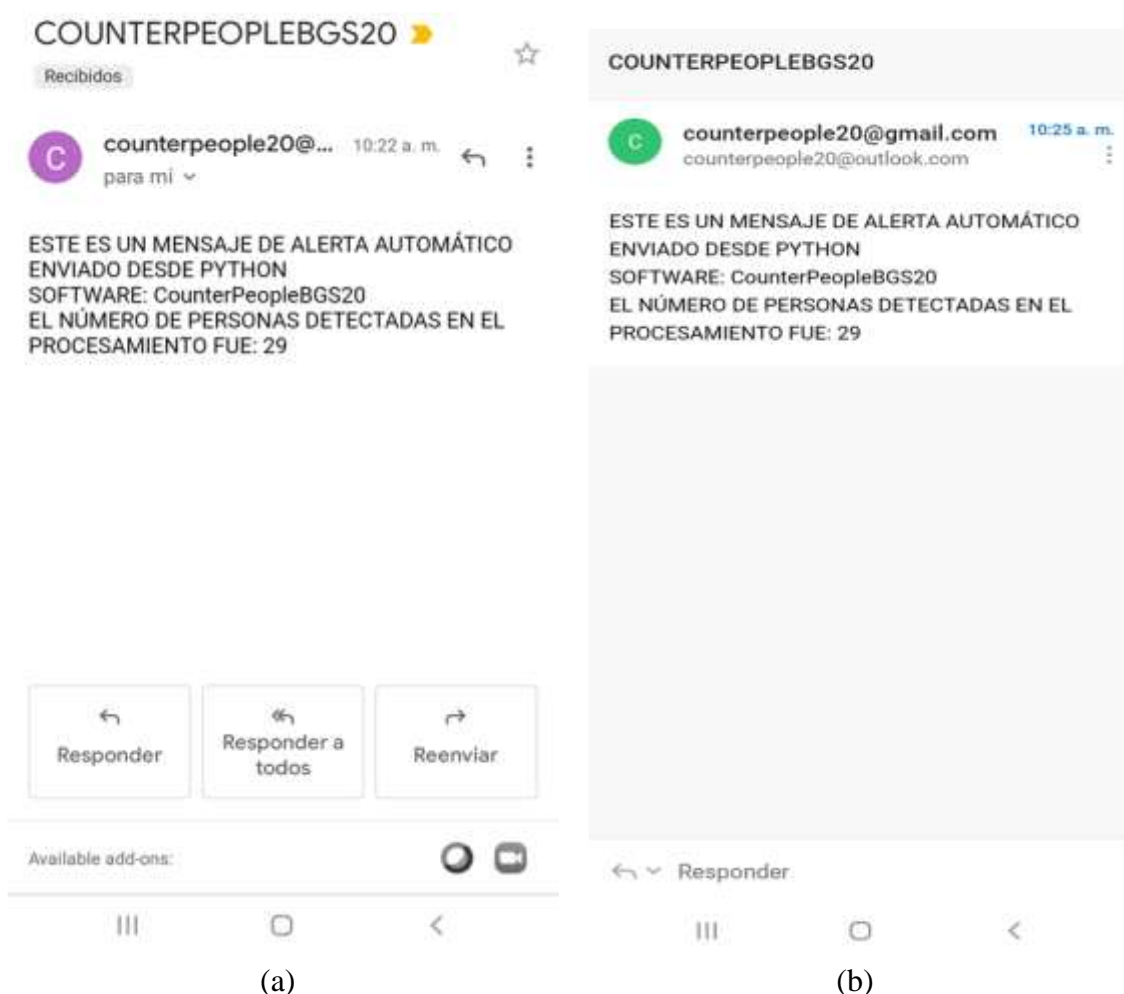 COUNTERPEOPLEBGS20
Recibidos
C
counterpeople20@... 10:22 a. m.
para mí
ESTE ES UN MENSAJE DE ALERTA AUTOMÁTICO
ENVIADO DESDE PYTHON
SOFTWARE: CounterPeopleBGS20
EL NÚMERO DE PERSONAS DETECTADAS EN EL
PROCESAMIENTO FUE: 29
Responder
Responder a
todos
Reenviar
Available add-ons:
(a)
COUNTERPEOPLEBGS20
C
counterpeople20@gmail.com 10:25 a. m.
counterpeople20@outlook.com
ESTE ES UN MENSAJE DE ALERTA AUTOMÁTICO
ENVIADO DESDE PYTHON
SOFTWARE: CounterPeopleBGS20
EL NÚMERO DE PERSONAS DETECTADAS EN EL
PROCESAMIENTO FUE: 29
Responder
(b)